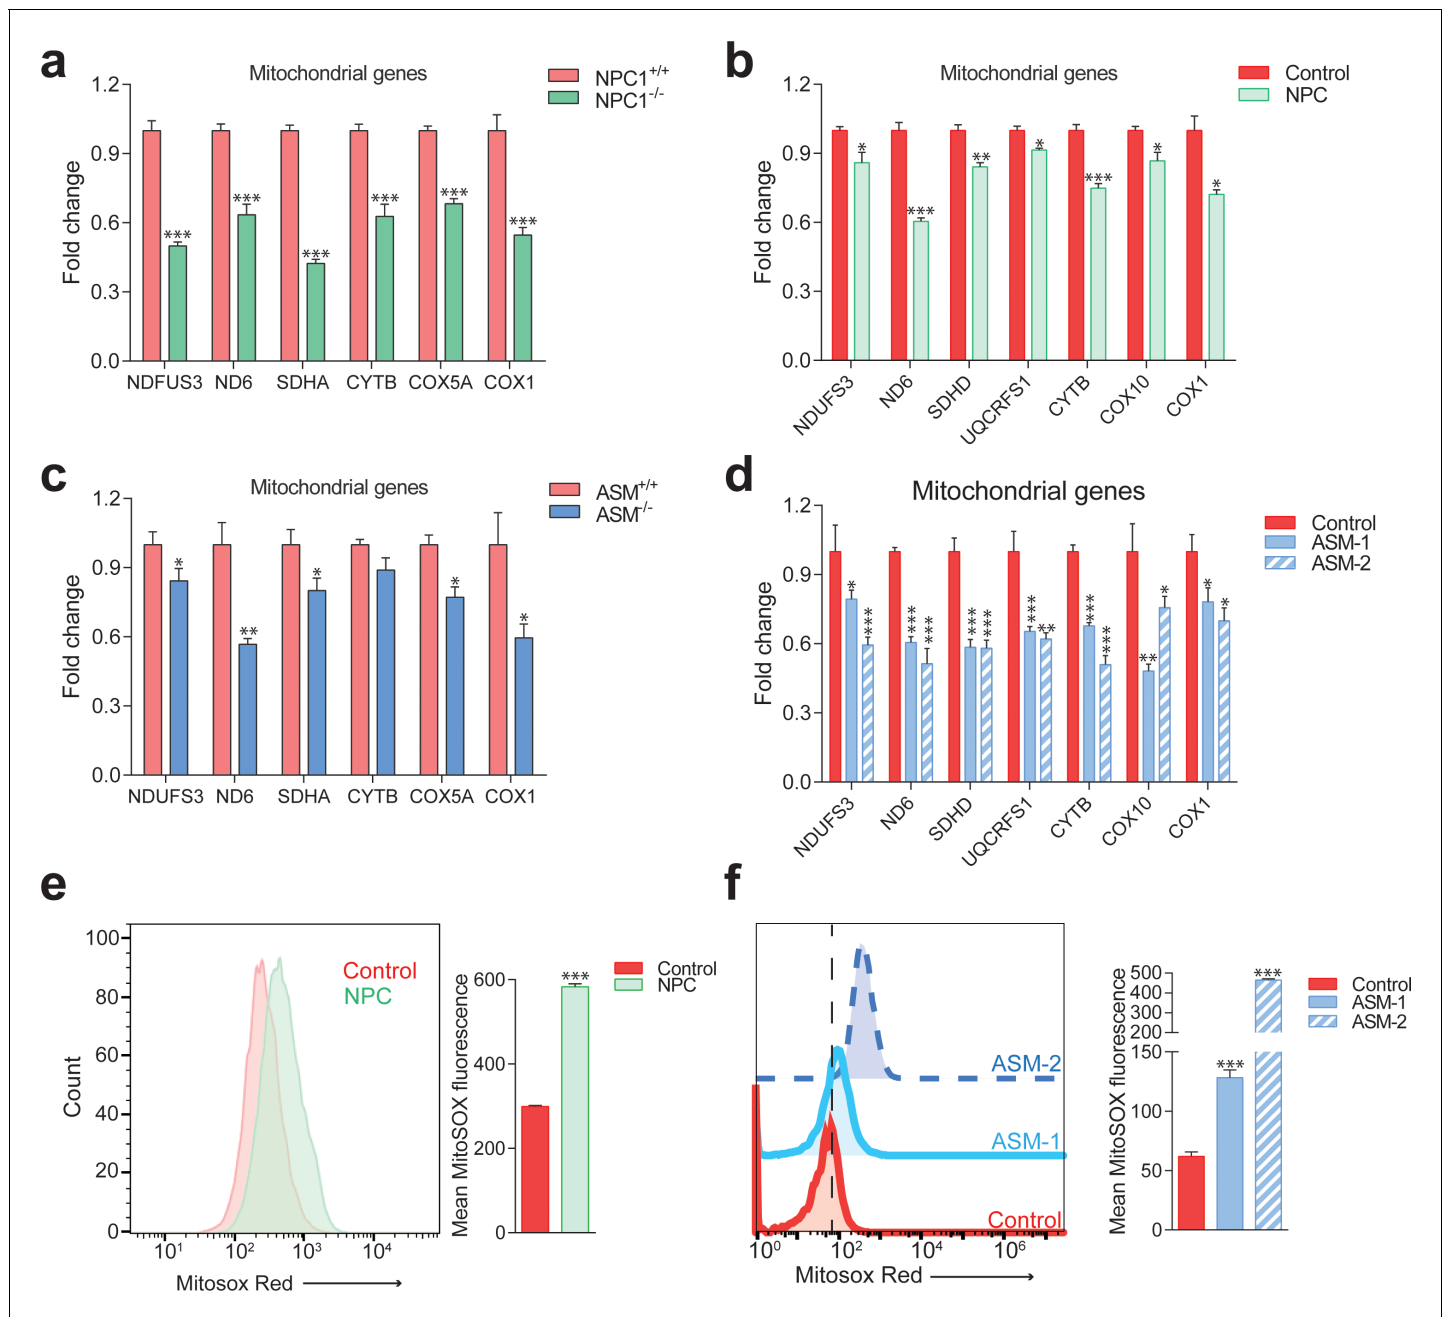 a
Mitochondrial genes
NPC1+/+
NPC1-/-
Fold change
1.2
0.9
0.6
0.3
0.0
***
***
***
***
***
***
NDFUS3 ND6 SDHA CYTB COX5A COX1
b
Mitochondrial genes
Control
NPC
Fold change
1.2
0.9
0.6
0.3
0.0
*
***
**
*
***
*
*
NDUFS3 ND6 SDHD UQCRFS1 CYTB COX10 COX1
c
Mitochondrial genes
ASM+/+
ASM-/-
Fold change
1.2
0.9
0.6
0.3
0.0
*
**
*
*
*
NDUFS3 ND6 SDHA CYTB COX5A COX1
d
Mitochondrial genes
Control
ASM-1
ASM-2
Fold change
1.2
0.9
0.6
0.3
0.0
*
***
***
***
***
***
***
**
***
***
**
*
*
*
NDUFS3 ND6 SDHD UQCRFS1 CYTB COX10 COX1
e
Count
100
80
60
40
20
0
Control
NPC
101 102 103 104
Mitosox Red
Mean MitoSOX fluorescence
600
400
200
0
***
Control
NPC
f
ASM-2
ASM-1
Control
100 102 104 106
Mitosox Red
Mean MitoSOX fluorescence
500
400
300
200
150
100
50
0
***
***
Control
ASM-1
ASM-2